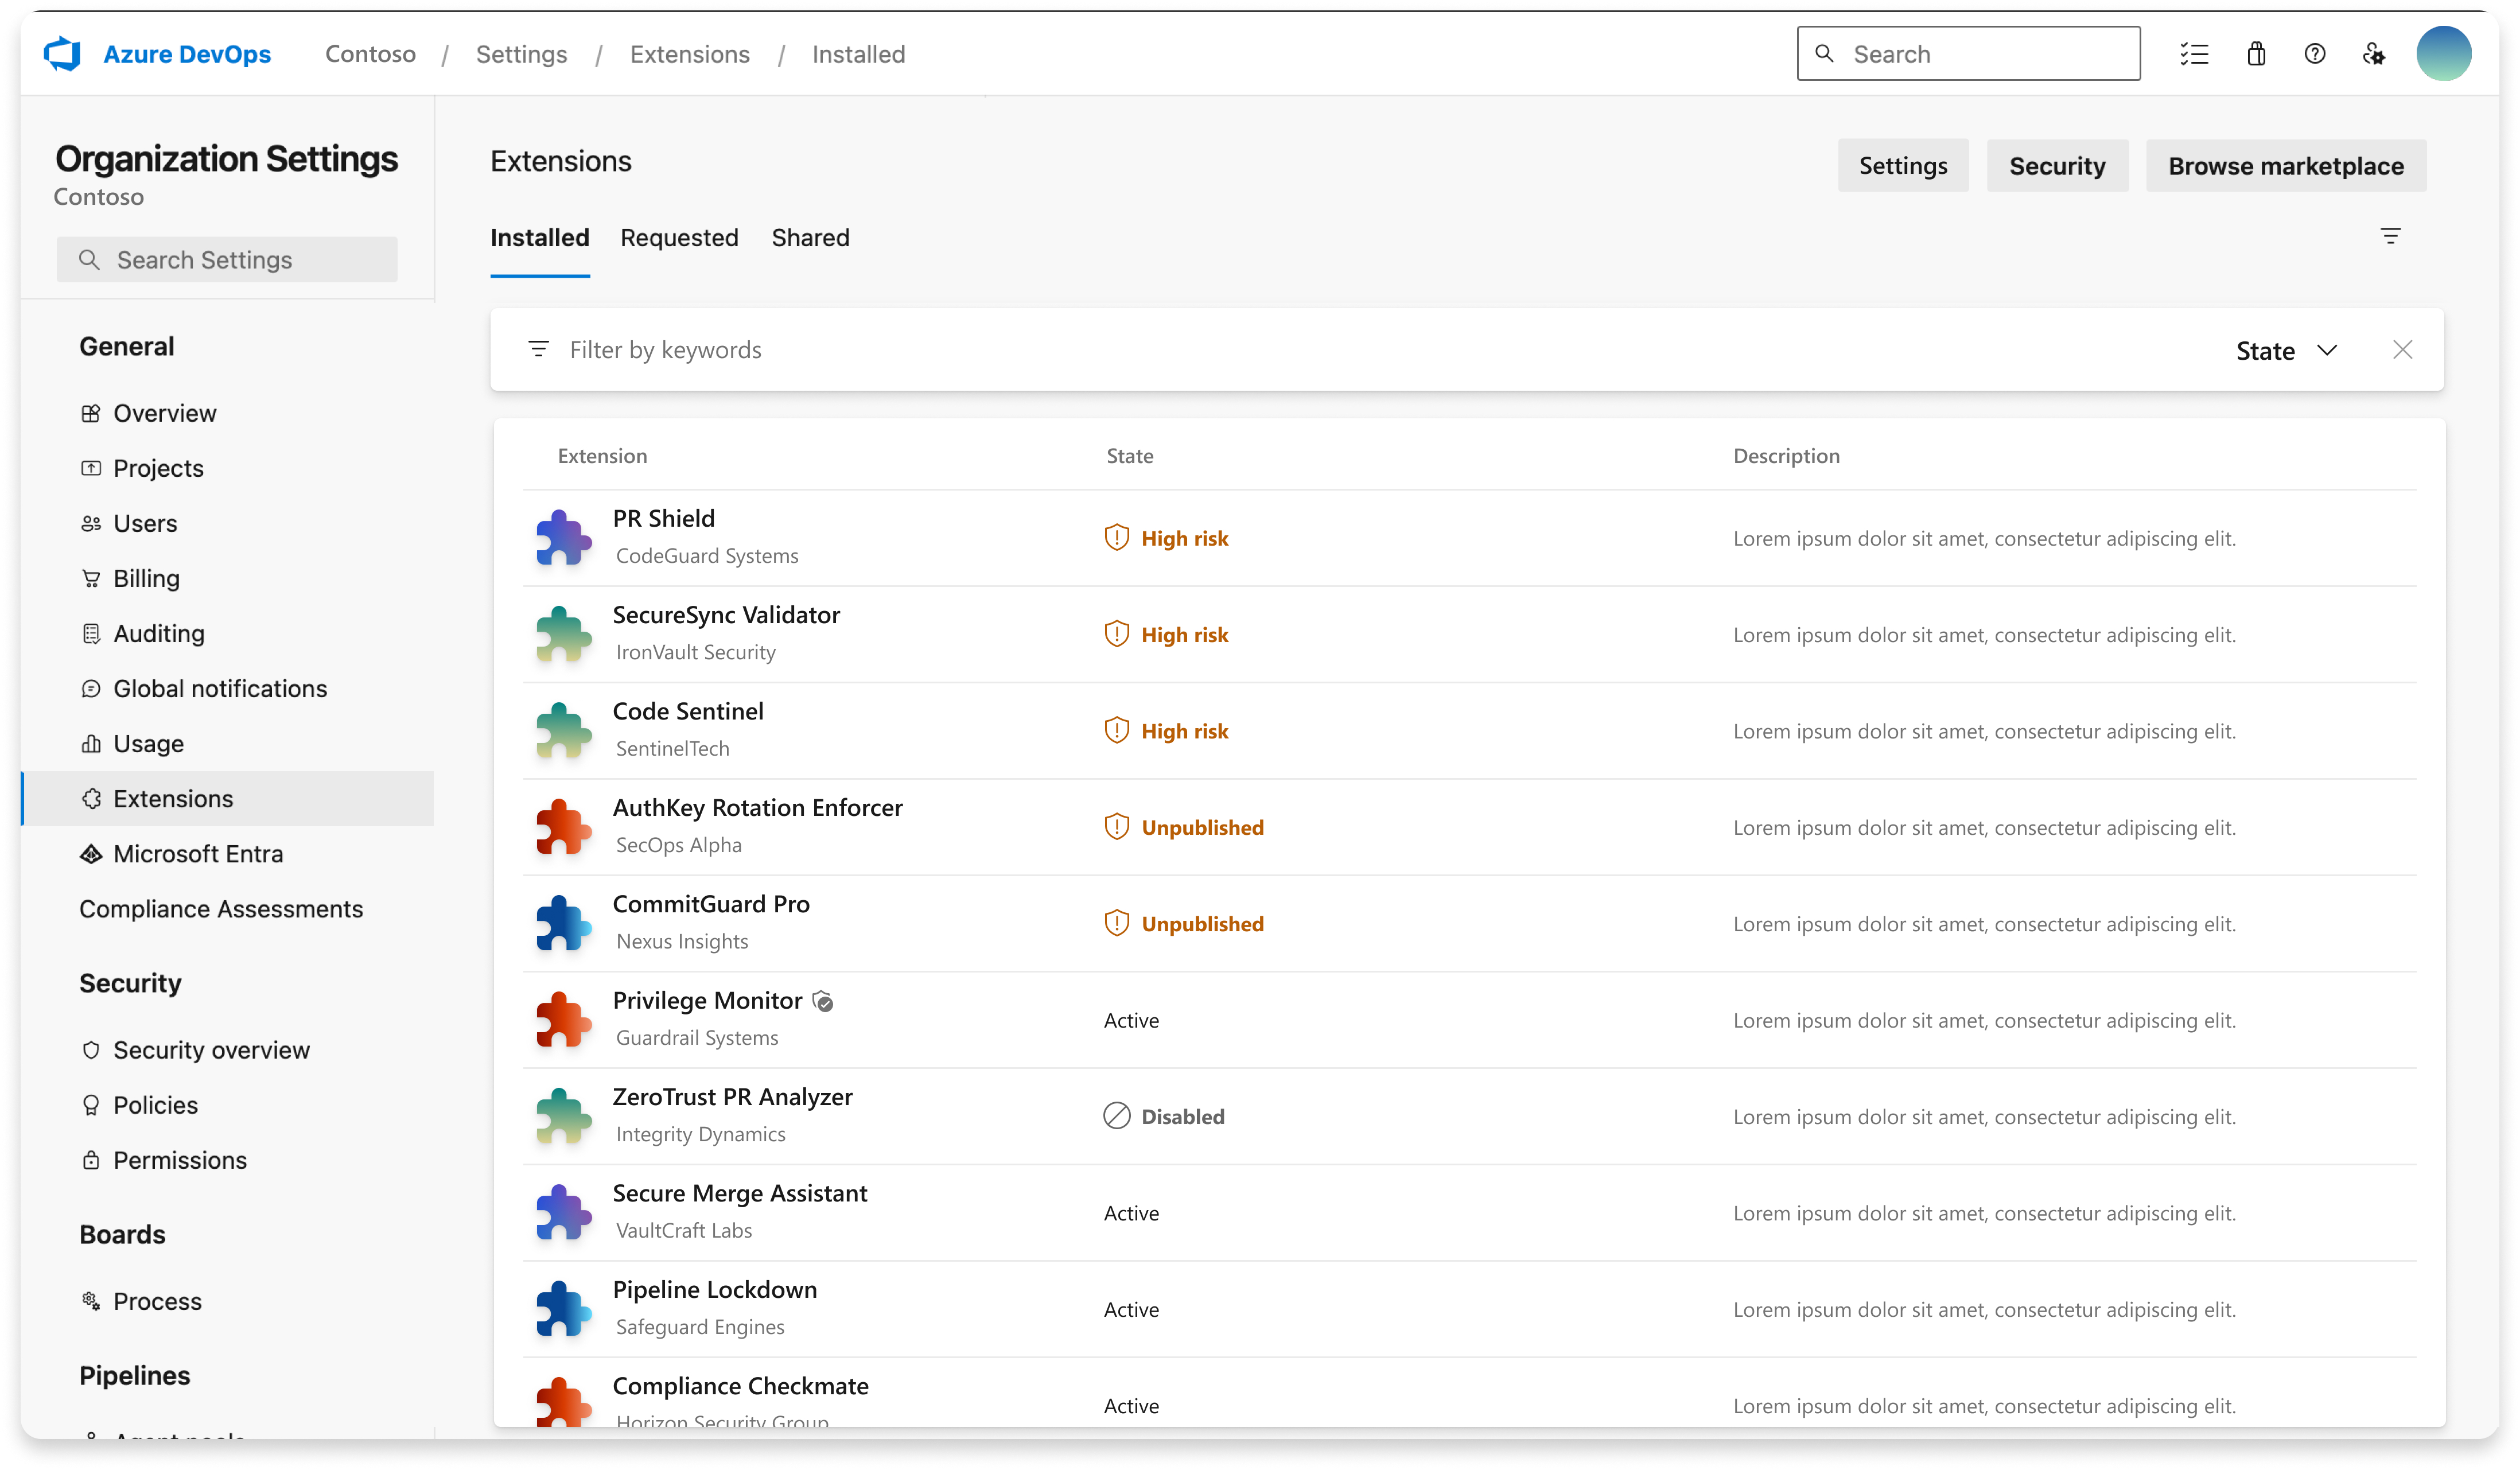 Azure DevOps Contoso / Settings / Extensions / Installed Search
Organization Settings
Contoso
Search Settings
General
Overview
Projects
Users
Billing
Auditing
Global notifications
Usage
Extensions
Microsoft Entra
Compliance Assessments
Security
Security overview
Policies
Permissions
Boards
Process
Pipelines
Agent pools
Extensions
Settings Security Browse marketplace
Installed Requested Shared
Filter by keywords State
Extension State Description
PR Shield
CodeGuard Systems
High risk
Lorem ipsum dolor sit amet, consectetur adipiscing elit.
SecureSync Validator
IronVault Security
High risk
Lorem ipsum dolor sit amet, consectetur adipiscing elit.
Code Sentinel
SentinelTech
High risk
Lorem ipsum dolor sit amet, consectetur adipiscing elit.
AuthKey Rotation Enforcer
SecOps Alpha
Unpublished
Lorem ipsum dolor sit amet, consectetur adipiscing elit.
CommitGuard Pro
Nexus Insights
Unpublished
Lorem ipsum dolor sit amet, consectetur adipiscing elit.
Privilege Monitor
Guardrail Systems
Active
Lorem ipsum dolor sit amet, consectetur adipiscing elit.
ZeroTrust PR Analyzer
Integrity Dynamics
Disabled
Lorem ipsum dolor sit amet, consectetur adipiscing elit.
Secure Merge Assistant
VaultCraft Labs
Active
Lorem ipsum dolor sit amet, consectetur adipiscing elit.
Pipeline Lockdown
Safeguard Engines
Active
Lorem ipsum dolor sit amet, consectetur adipiscing elit.
Compliance Checkmate
Horizon Security Group
Active
Lorem ipsum dolor sit amet, consectetur adipiscing elit.